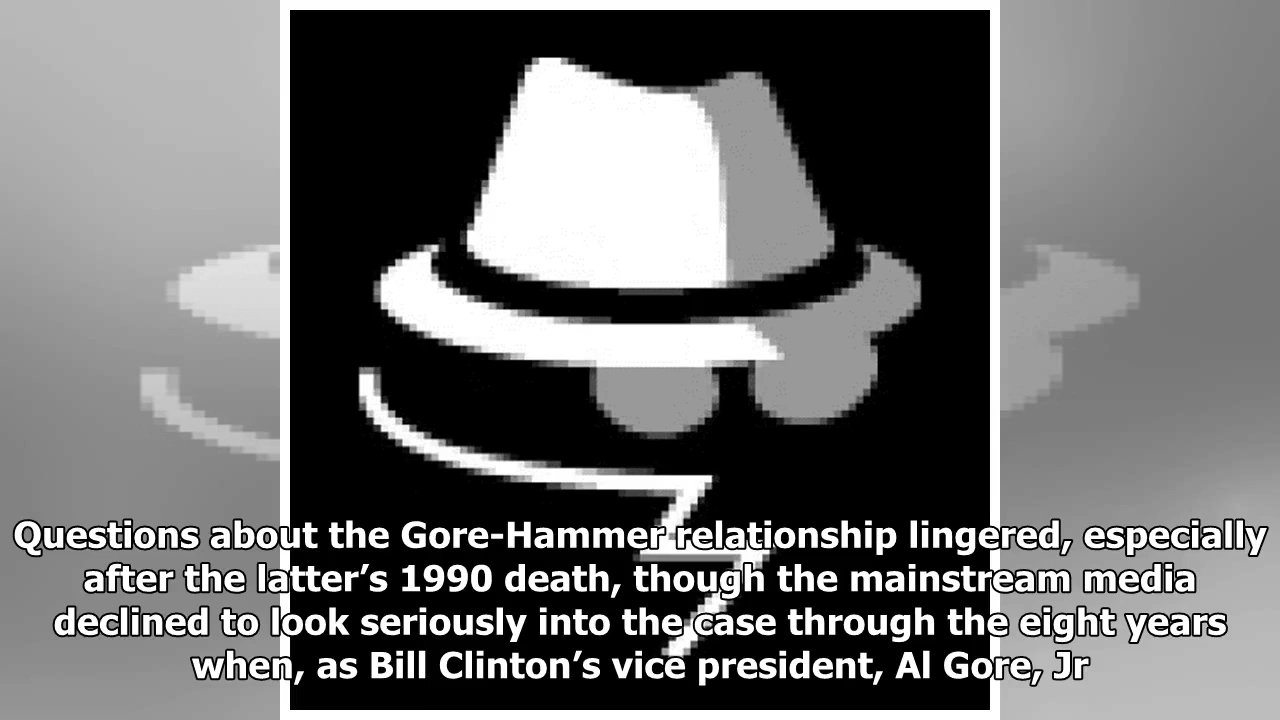 Questions about the Gore-Hammer relationship lingered, especially
after the latter’s 1990 death, though the mainstream media
declined to look seriously into the case through the eight years
when, as Bill Clinton’s vice president, Al Gore, Jr